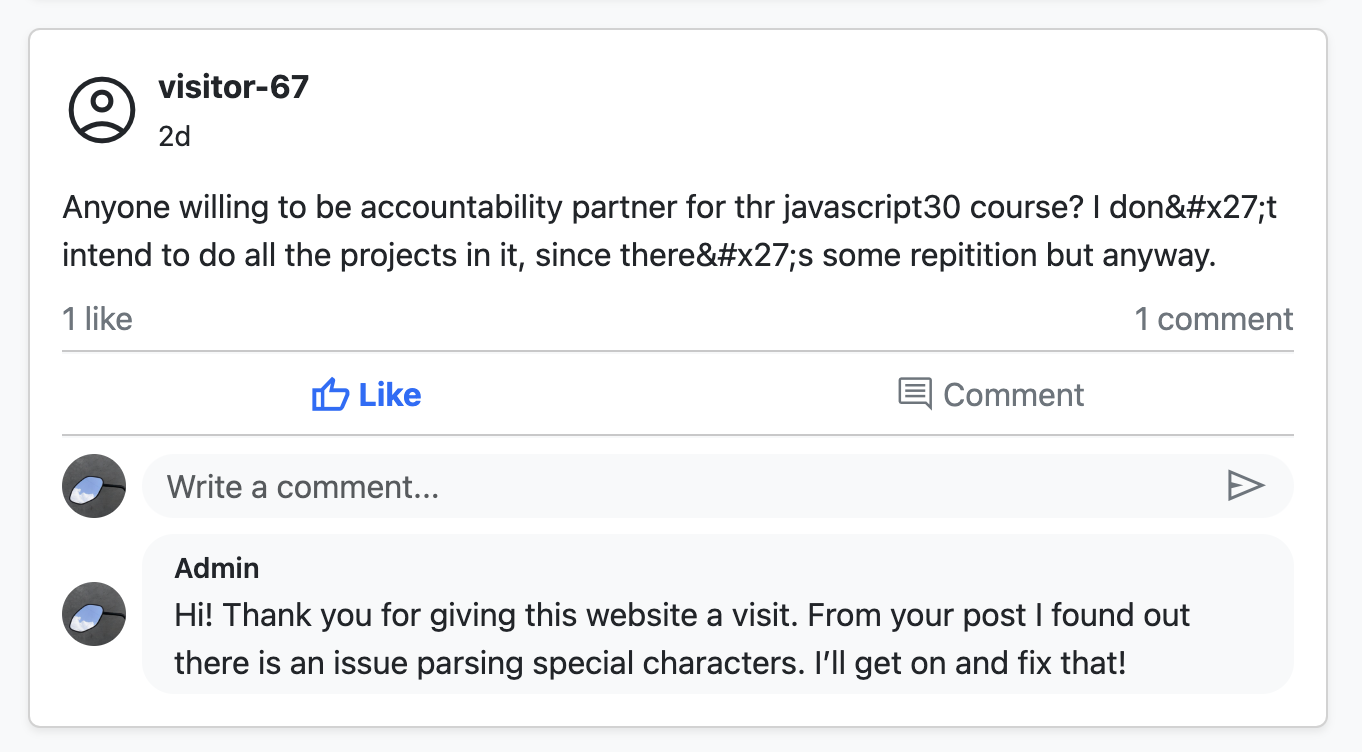 visitor-67
2d
Anyone willing to be accountability partner for thr javascript30 course? I don&#x27;t
intend to do all the projects in it, since there&#x27;s some repitition but anyway.
1 like
1 comment
Like
Comment
Write a comment...
Admin
Hi! Thank you for giving this website a visit. From your post I found out
there is an issue parsing special characters. I’ll get on and fix that!